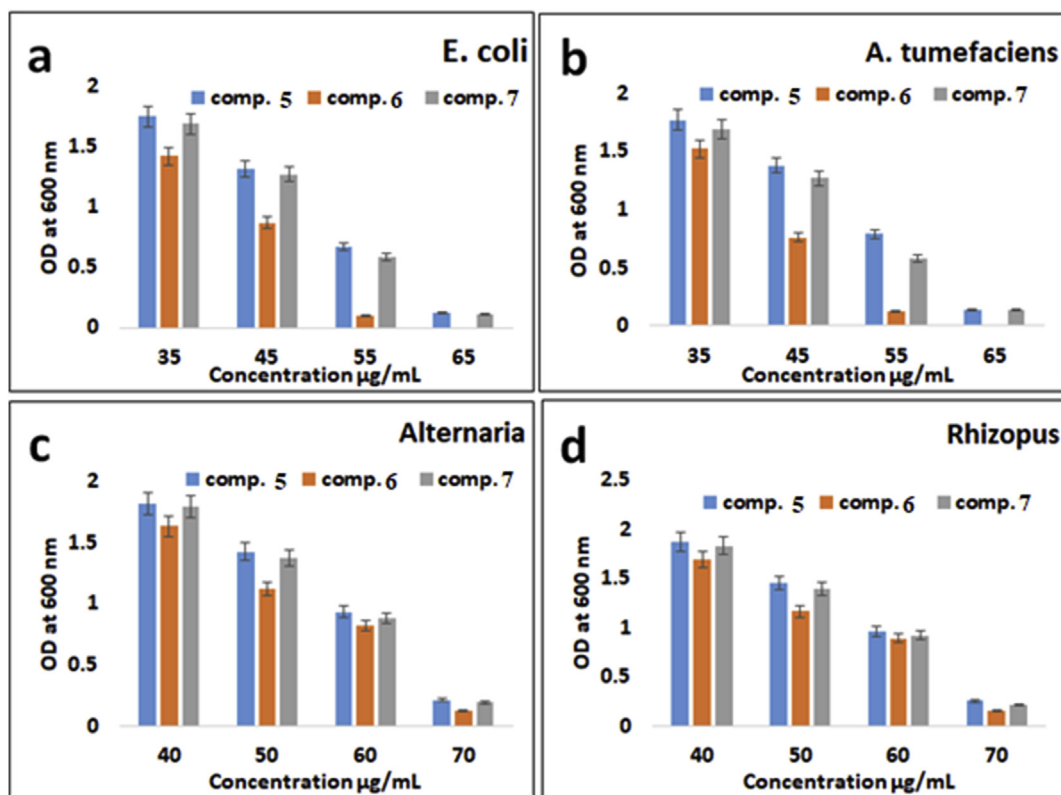 a
E. coli
comp. 5 comp. 6 comp. 7
OD at 600 nm
2
1.5
1
0.5
0
35 45 55 65
Concentration µg/mL
b
A. tumefaciens
comp. 5 comp. 6 comp. 7
OD at 600 nm
2
1.5
1
0.5
0
35 45 55 65
Concentration µg/mL
c
Alternaria
comp. 5 comp. 6 comp. 7
OD at 600 nm
2
1.5
1
0.5
0
40 50 60 70
Concentration µg/mL
d
Rhizopus
comp. 5 comp. 6 comp. 7
OD at 600 nm
2.5
2
1.5
1
0.5
0
40 50 60 70
Concentration µg/mL